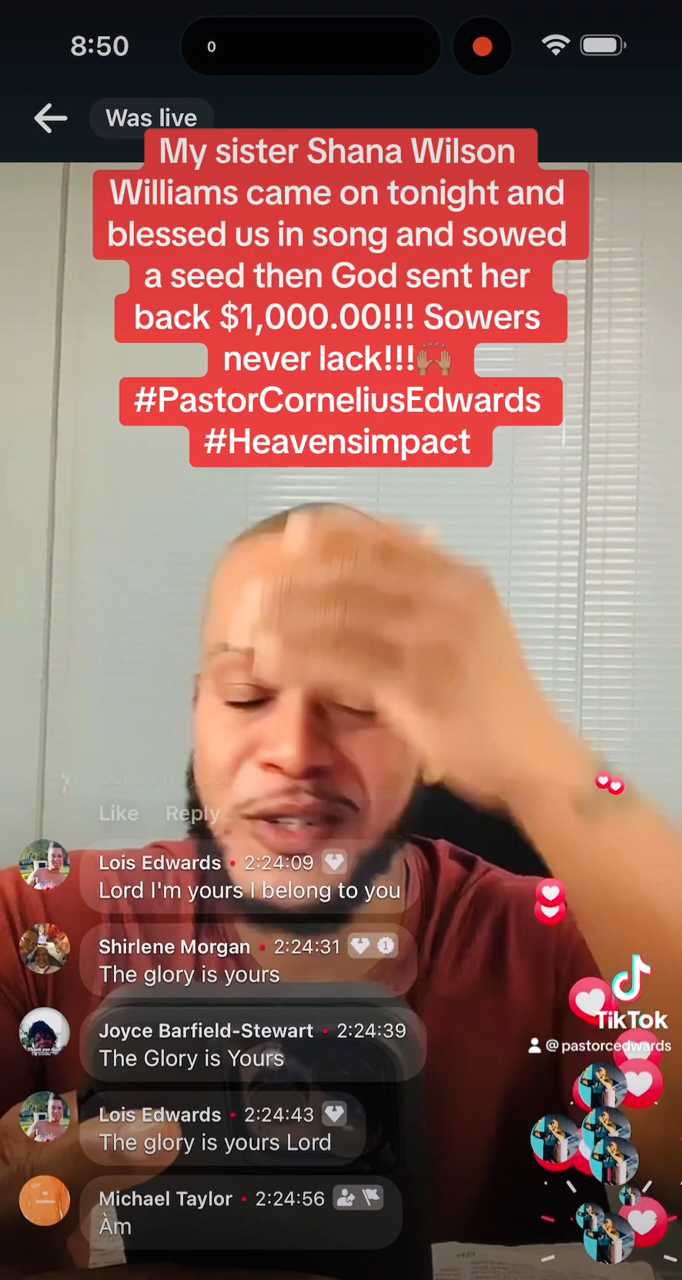 8:50
0
Was live
My sister Shana Wilson
Williams came on tonight and
blessed us in song and sowed
a seed then God sent her
back $1,000.00!!! Sowers
never lack!!!🙌🏽
#PastorCorneliusEdwards
#Heavensimpact
Like Reply
Lois Edwards • 2:24:09
Lord I'm yours I belong to you
Shirlene Morgan • 2:24:31 1
The glory is yours
Joyce Barfield-Stewart • 2:24:39
The Glory is Yours
Lois Edwards • 2:24:43
The glory is yours Lord
Michael Taylor • 2:24:56
Àm
TikTok
@pastorcedwards